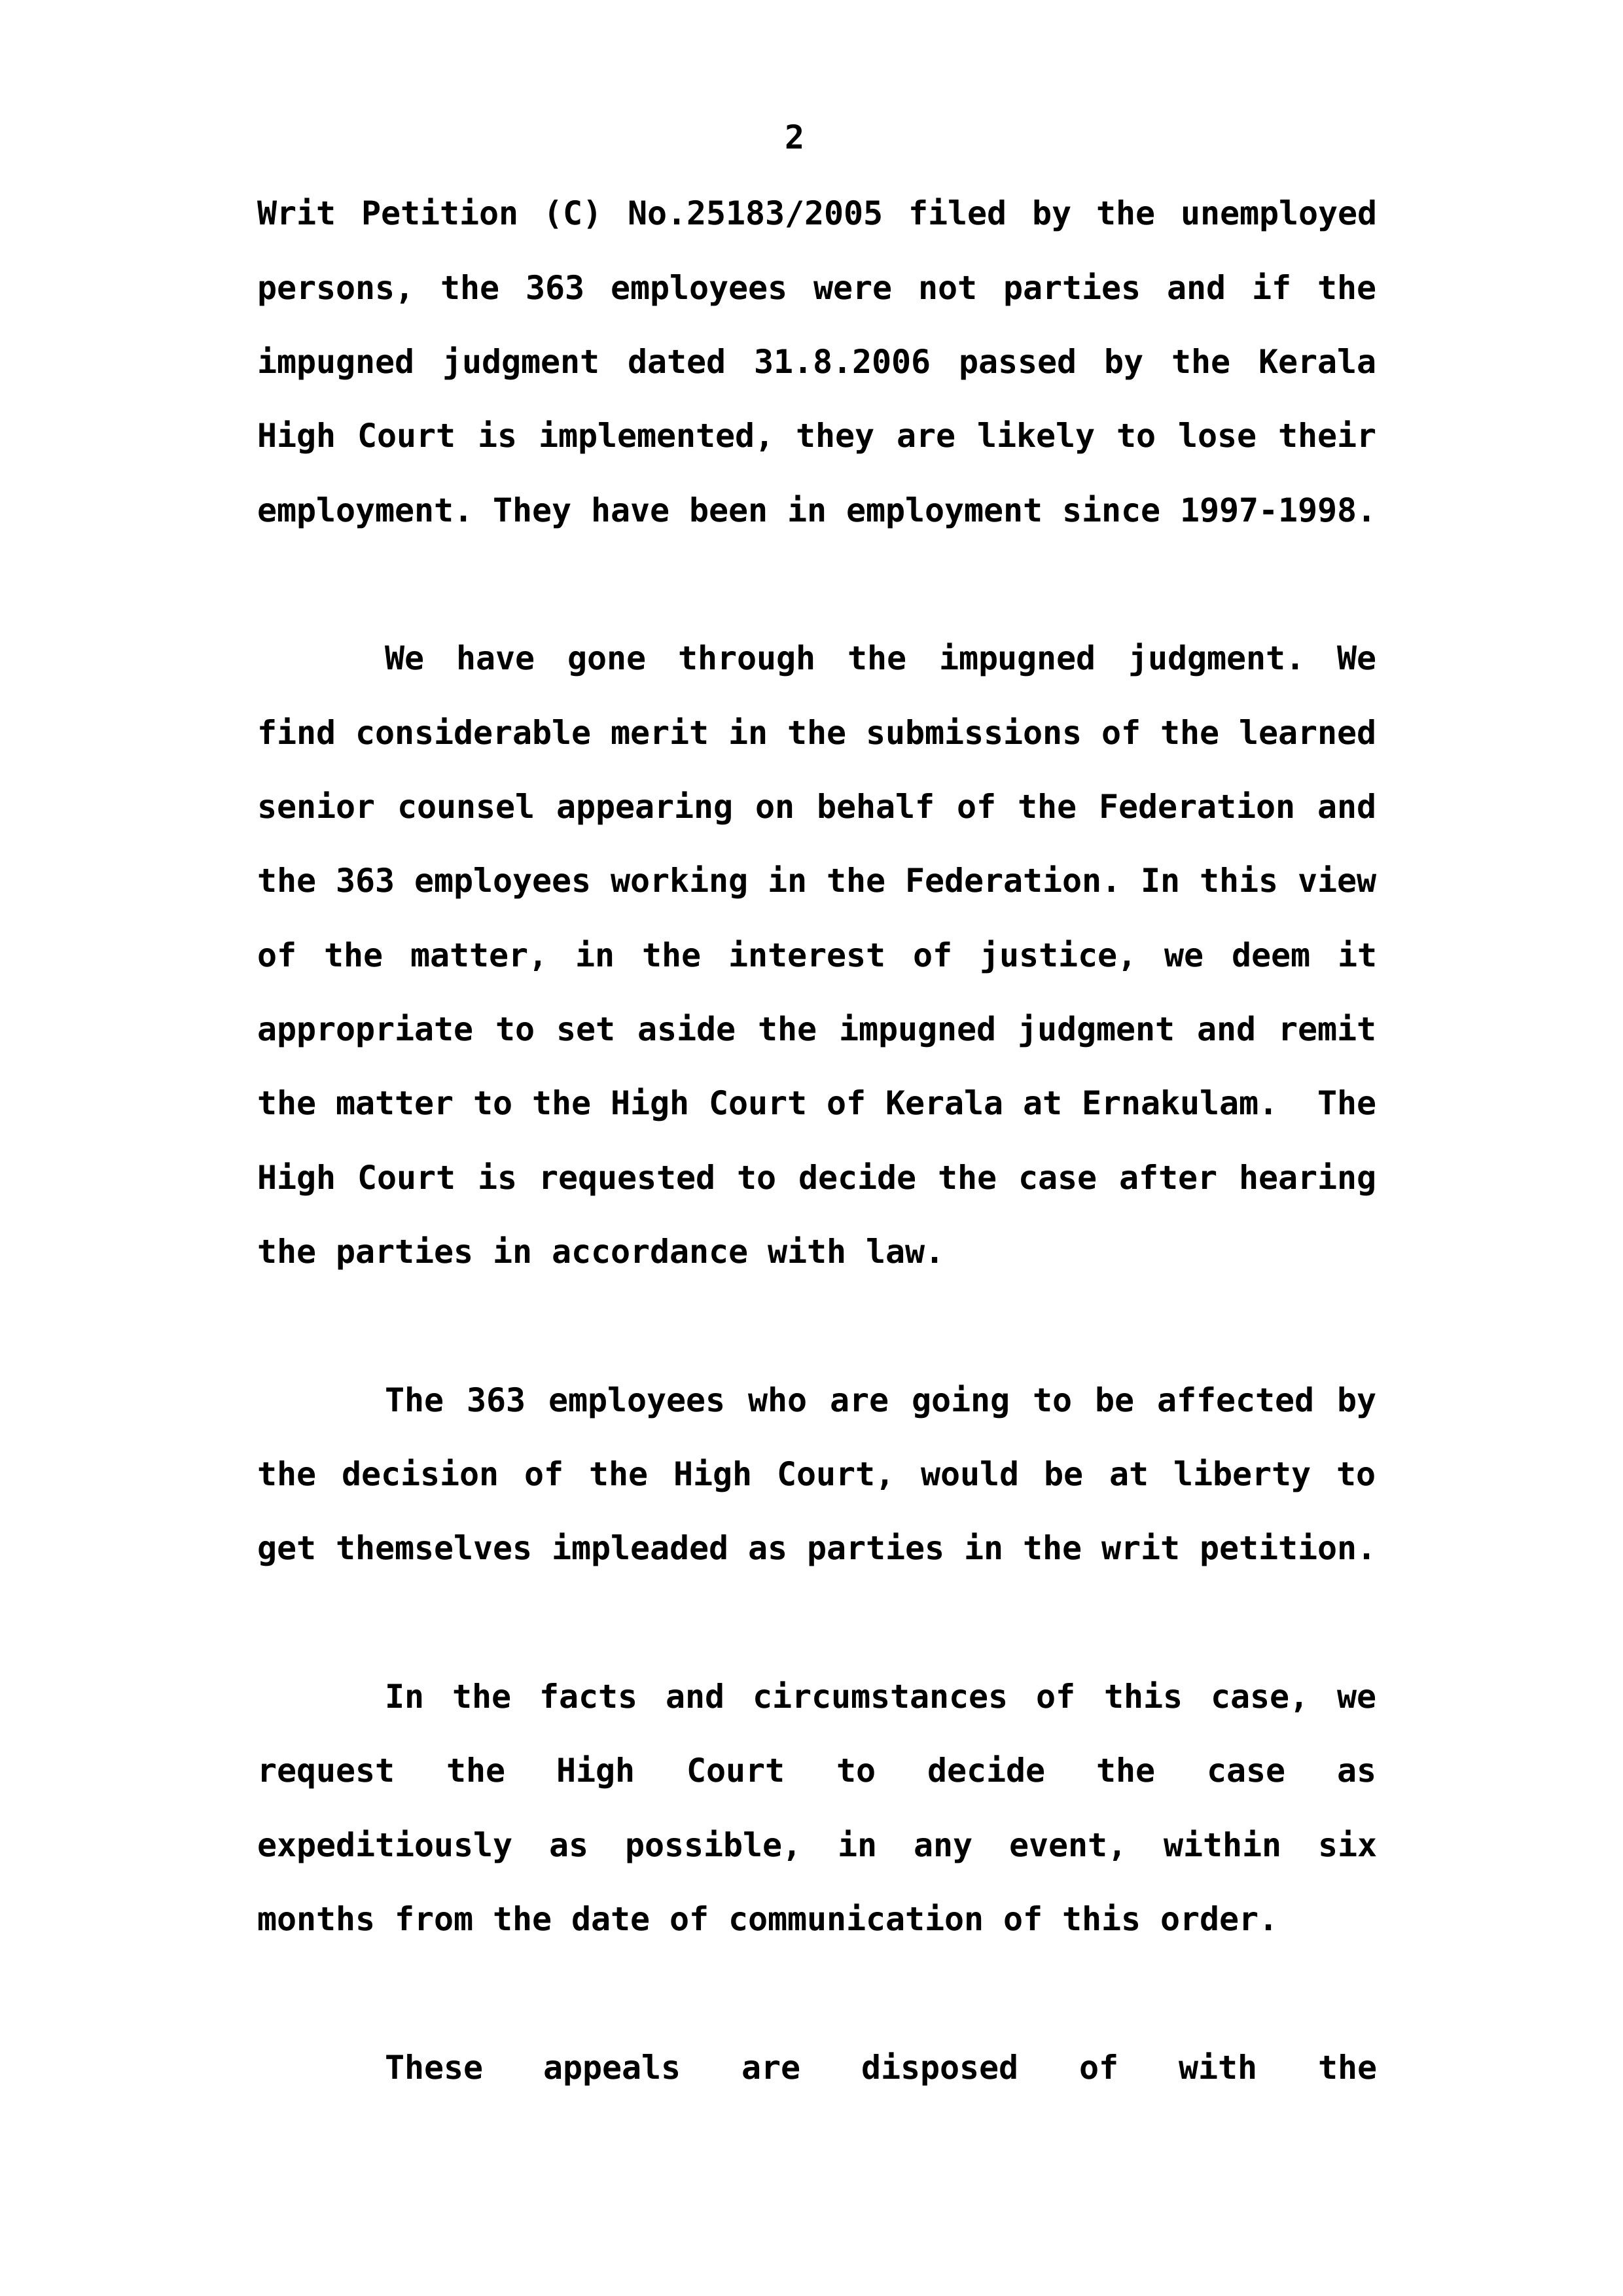 2
Writ Petition (C) No.25183/2005 filed by the unemployed
persons, the 363 employees were not parties and if the
impugned judgment dated 31.8.2006 passed by the Kerala
High Court is implemented, they are likely to lose their
employment. They have been in employment since 1997-1998.
We have gone through the impugned judgment. We
find considerable merit in the submissions of the learned
senior counsel appearing on behalf of the Federation and
the 363 employees working in the Federation. In this view
of the matter, in the interest of justice, we deem it
appropriate to set aside the impugned judgment and remit
the matter to the High Court of Kerala at Ernakulam. The
High Court is requested to decide the case after hearing
the parties in accordance with law.
The 363 employees who are going to be affected by
the decision of the High Court, would be at liberty to
get themselves impleaded as parties in the writ petition.
In the facts and circumstances of this case, we
request the High Court to decide the case as
expeditiously as possible, in any event, within six
months from the date of communication of this order.
These appeals are disposed of with the